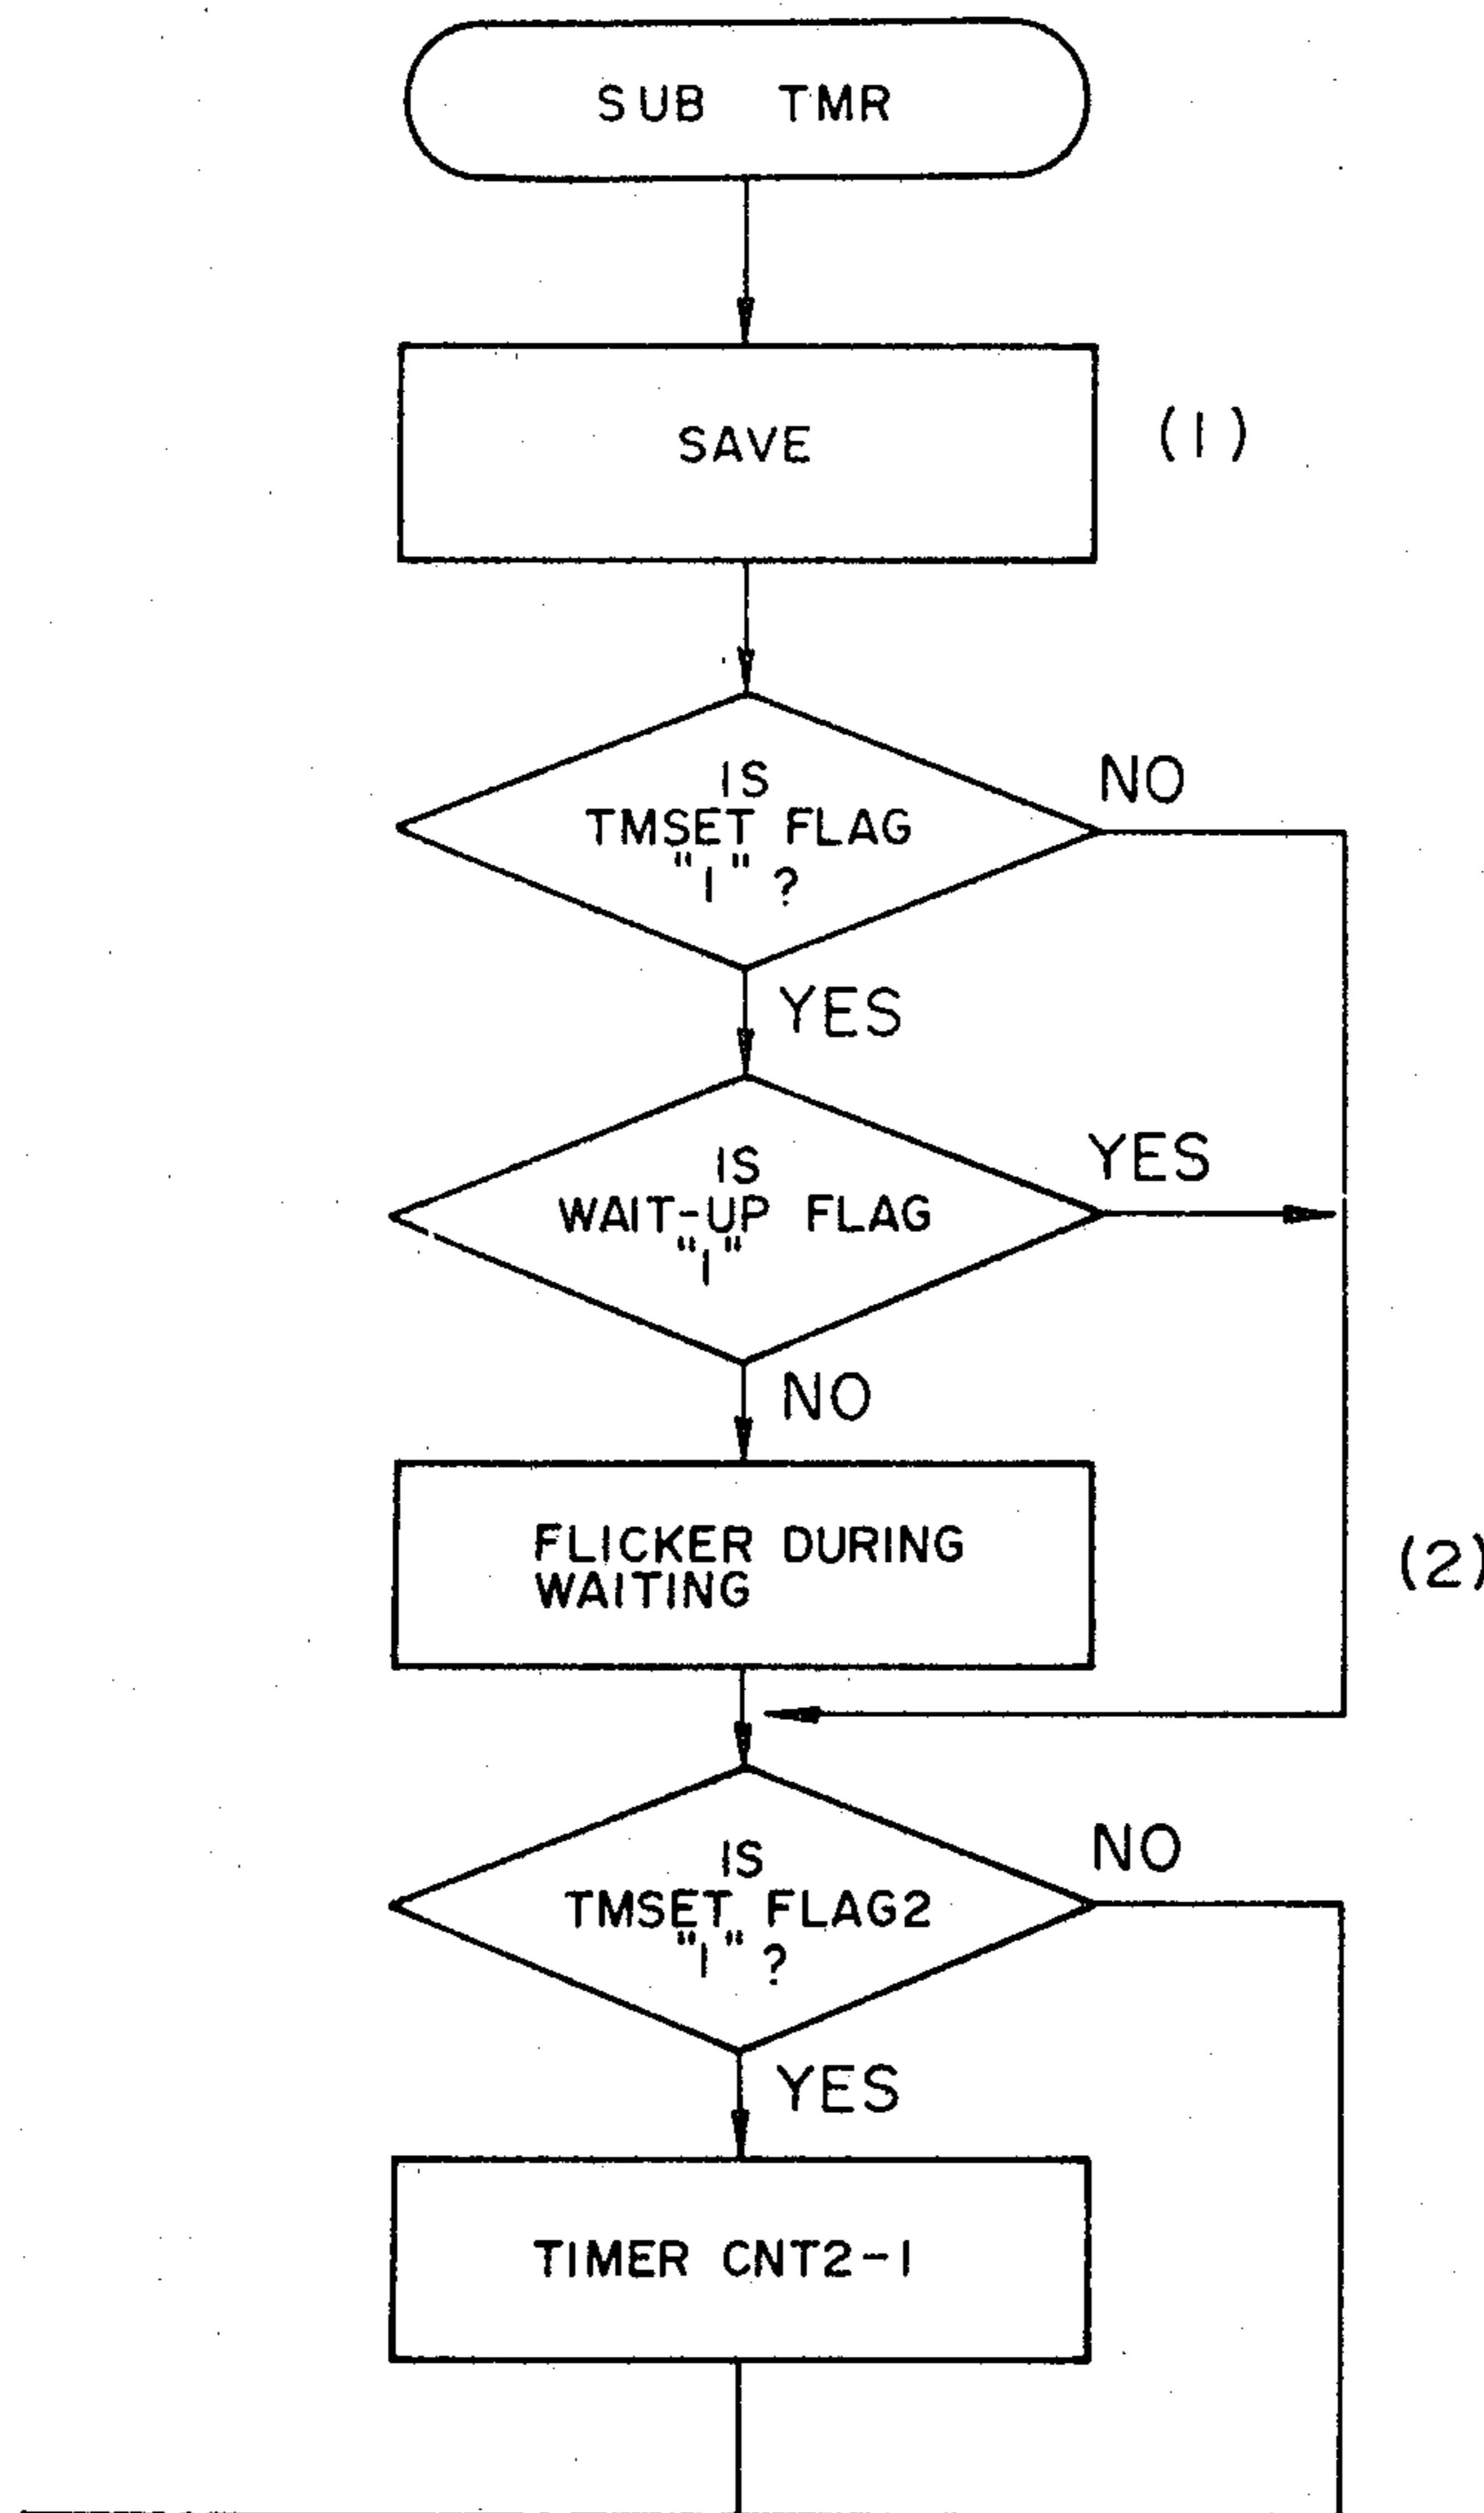 SUB TMR
SAVE
(1)
IS
TMSET FLAG
"1" ?
NO
YES
IS
WAIT-UP FLAG
"1"
YES
NO
FLICKER DURING
WAITING
(2)
IS
TMSET FLAG2
"1" ?
NO
YES
TIMER CNT2-1